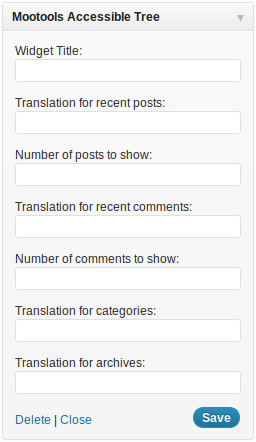 Mootools Accessible Tree
Widget Title:
Translation for recent posts:
Number of posts to show:
Translation for recent comments:
Number of comments to show:
Translation for categories:
Translation for archives:
Delete | Close
Save